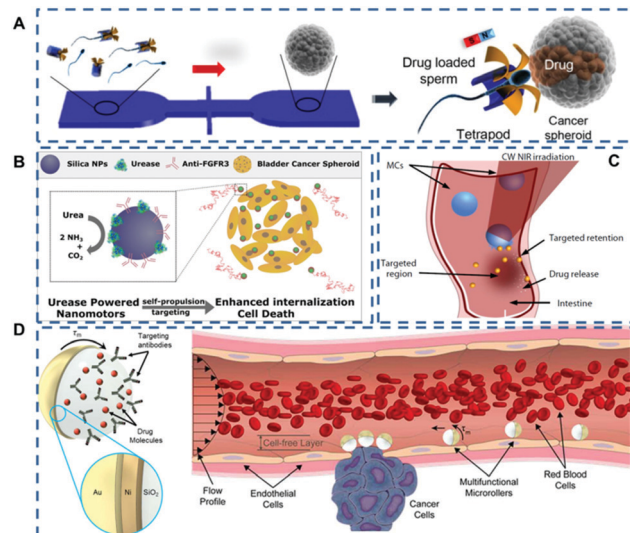 A
S N
Drug loaded
sperm
Drug
Tetrapod
Cancer
spheroid
B
Silica NPs
Urease
Anti-FGFR3
Bladder Cancer Spheroid
Urea
2 NH3
+
CO2
Urease Powered
Nanomotors
self-propulsion
targeting
Enhanced internalization
Cell Death
C
CW NIR irradiation
MCs
Targeted
retention
Targeted
region
Drug
release
Intestine
D
τm
Targeting
antibodies
Drug
Molecules
Au
Ni
SiO2
Cell-free Layer
τm
Flow
Profile
Endothelial
Cells
Cancer
Cells
Multifunctional
Microrollers
Red Blood
Cells